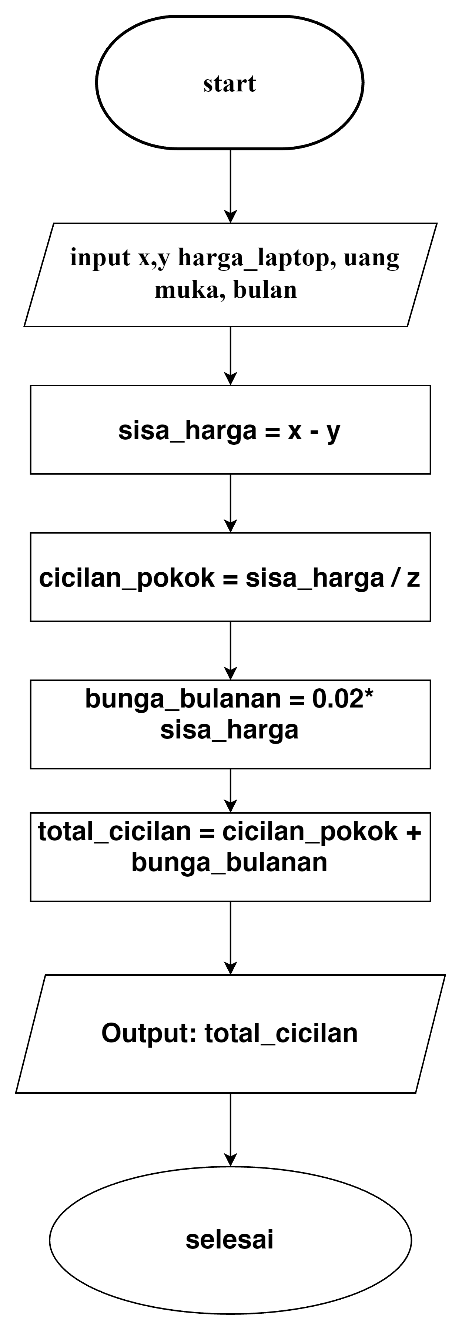 start
input x,y harga_laptop, uang
muka, bulan
sisa_harga = x - y
cicilan_pokok = sisa_harga / z
bunga_bulanan = 0.02*
sisa_harga
total_cicilan = cicilan_pokok +
bunga_bulanan
Output: total_cicilan
selesai